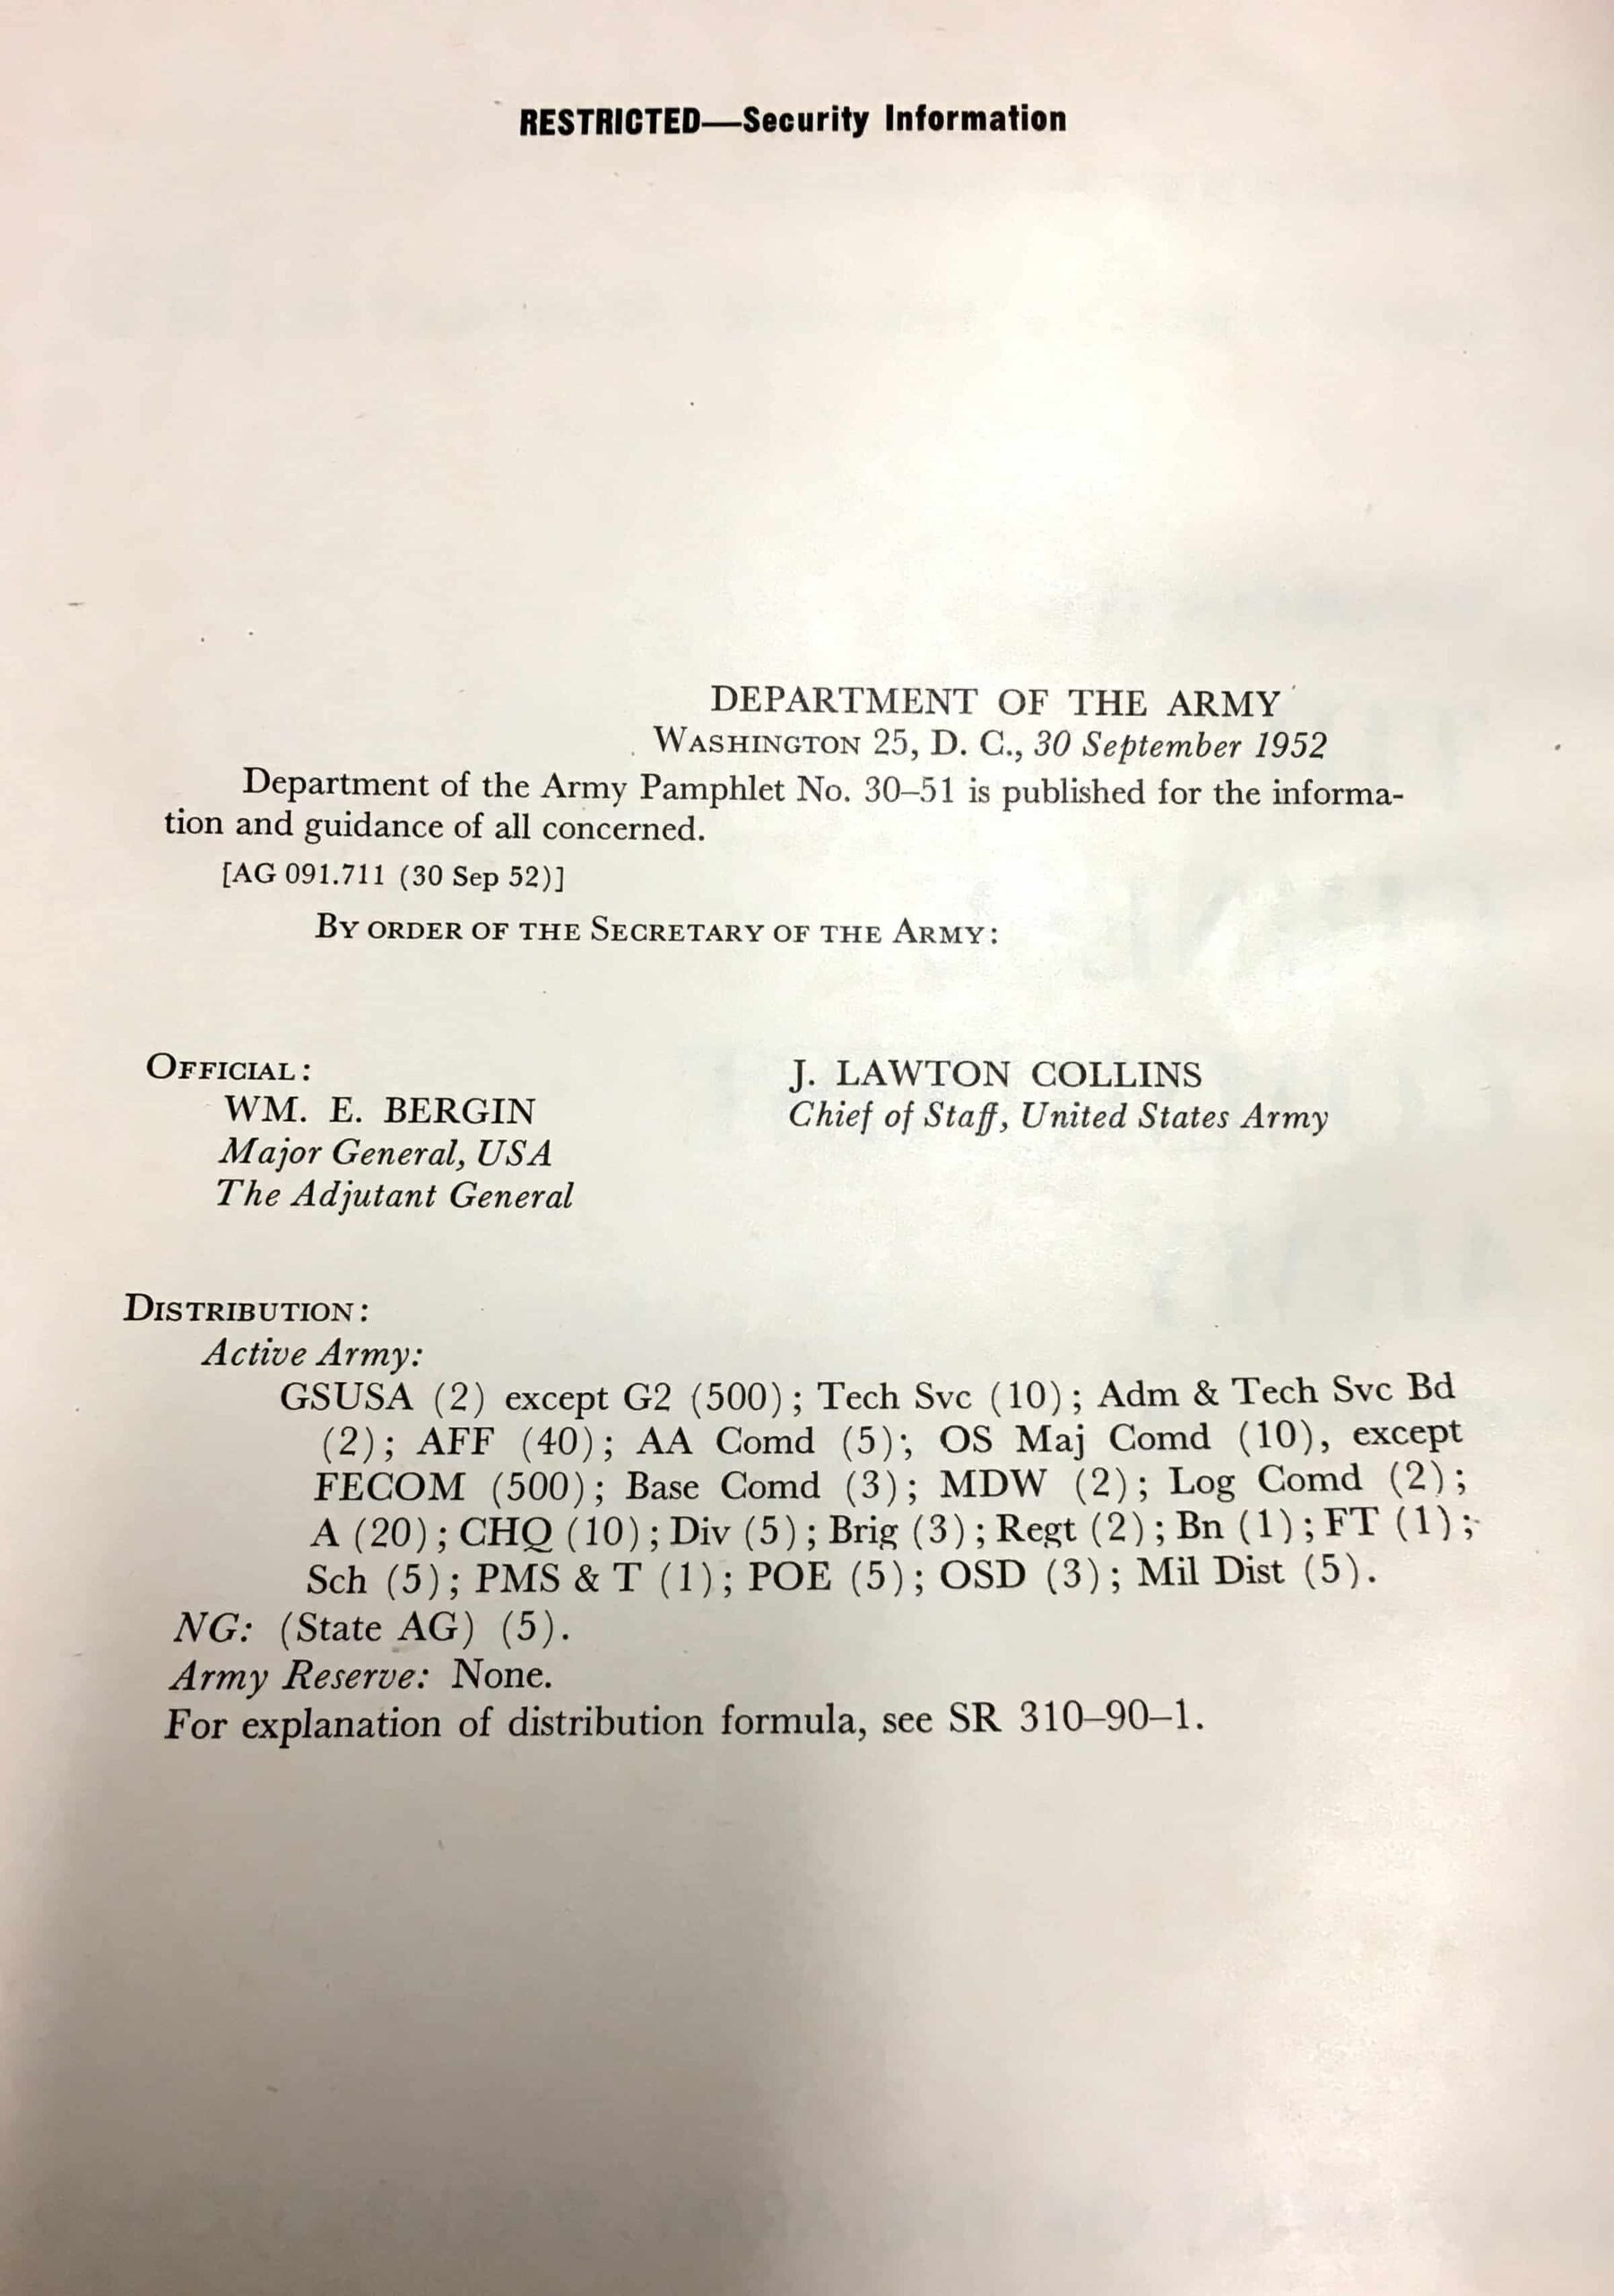 RESTRICTED—Security Information
DEPARTMENT OF THE ARMY
WASHINGTON 25, D. C., 30 September 1952
Department of the Army Pamphlet No. 30–51 is published for the informa-
tion and guidance of all concerned.
[AG 091.711 (30 Sep 52)]
BY ORDER OF THE SECRETARY OF THE ARMY:
OFFICIAL:
WM. E. BERGIN
Major General, USA
The Adjutant General
J. LAWTON COLLINS
Chief of Staff, United States Army
DISTRIBUTION:
Active Army:
GSUSA (2) except G2 (500); Tech Svc (10); Adm & Tech Svc Bd
(2); AFF (40); AA Comd (5); OS Maj Comd (10), except
FECOM (500); Base Comd (3); MDW (2); Log Comd (2);
A (20); CHQ (10); Div (5); Brig (3); Regt (2); Bn (1); FT (1);
Sch (5); PMS & T (1); POE (5); OSD (3); Mil Dist (5).
NG: (State AG) (5).
Army Reserve: None.
For explanation of distribution formula, see SR 310–90–1.